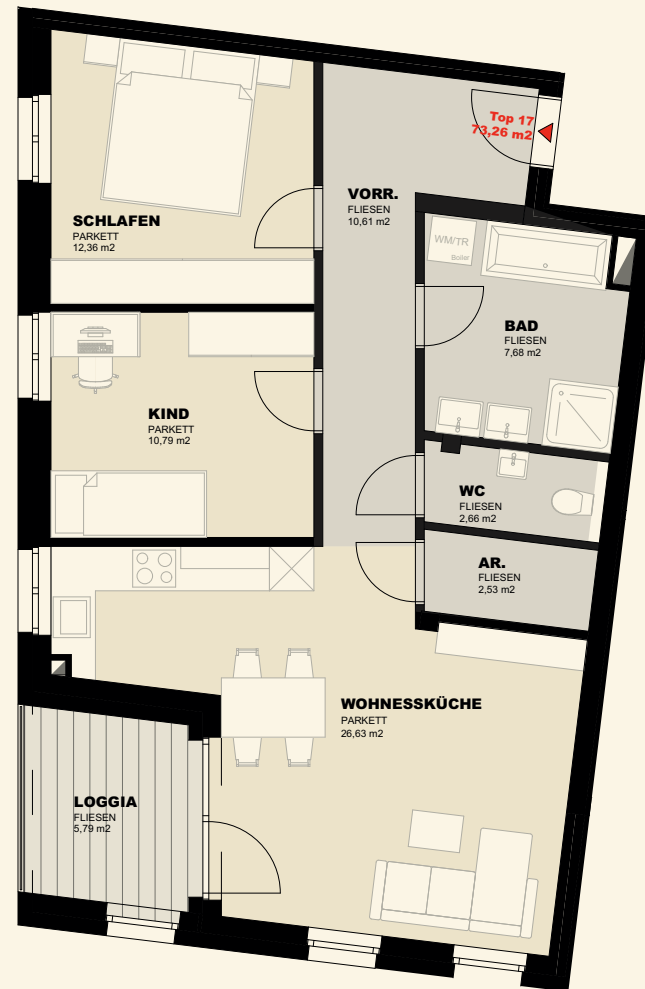 Top 17
73,26 m2
VORR.
FLIESEN
10,61 m2
SCHLAFEN
PARKETT
12,36 m2
WM/TR
Boiler
BAD
FLIESEN
7,68 m2
KIND
PARKETT
10,79 m2
WC
FLIESEN
2,66 m2
AR.
FLIESEN
2,53 m2
WOHNESSKÜCHE
PARKETT
26,63 m2
LOGGIA
FLIESEN
5,79 m2